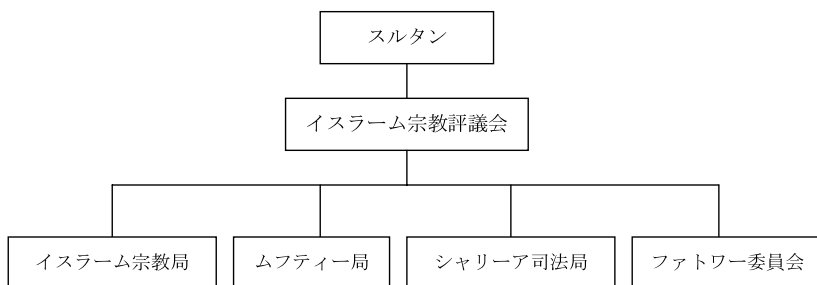 スルタン
イスラーム宗教評議会
イスラーム宗教局
ムフティー局
シャリーア司法局
ファトワー委員会